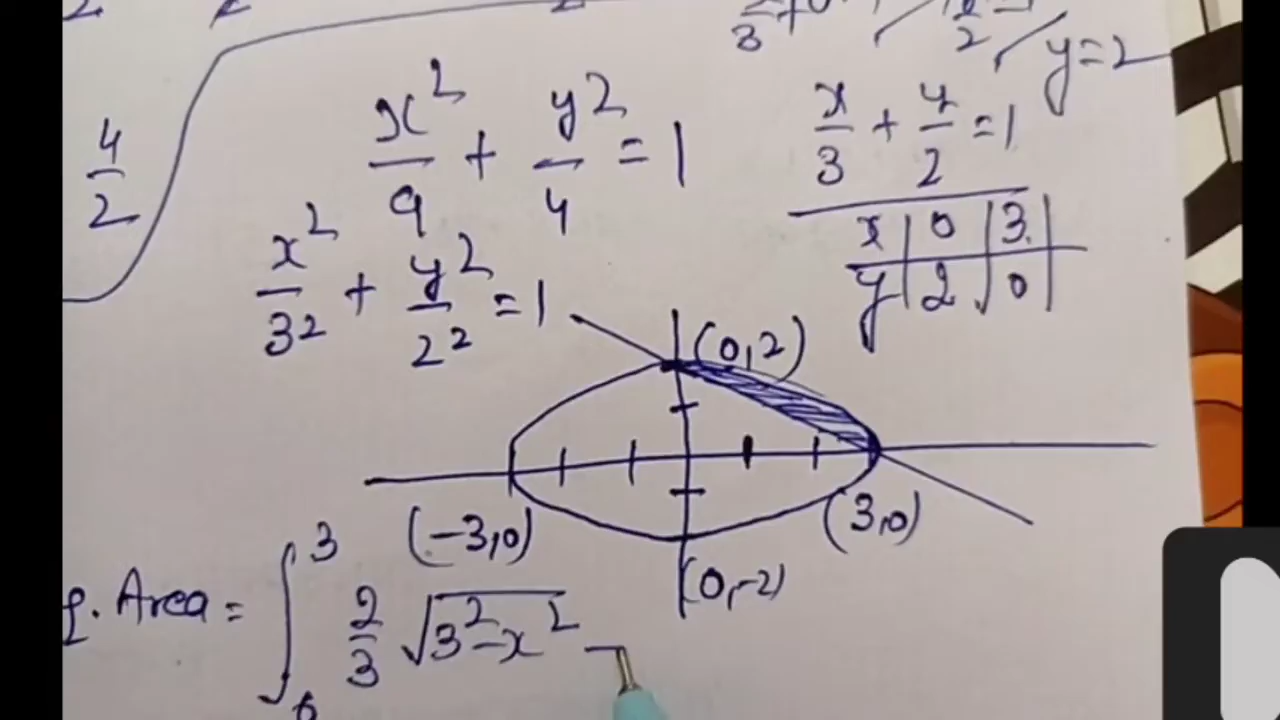 y=2
x²/9 + y²/4 = 1
x/3 + y/2 = 1
4/2
x | 0 | 3
y | 2 | 0
x²/3² + y²/2² = 1
(0,2)
(-3,0)
(3,0)
(0,-2)
Area = ∫₀³ 2/3 √3²-x² -